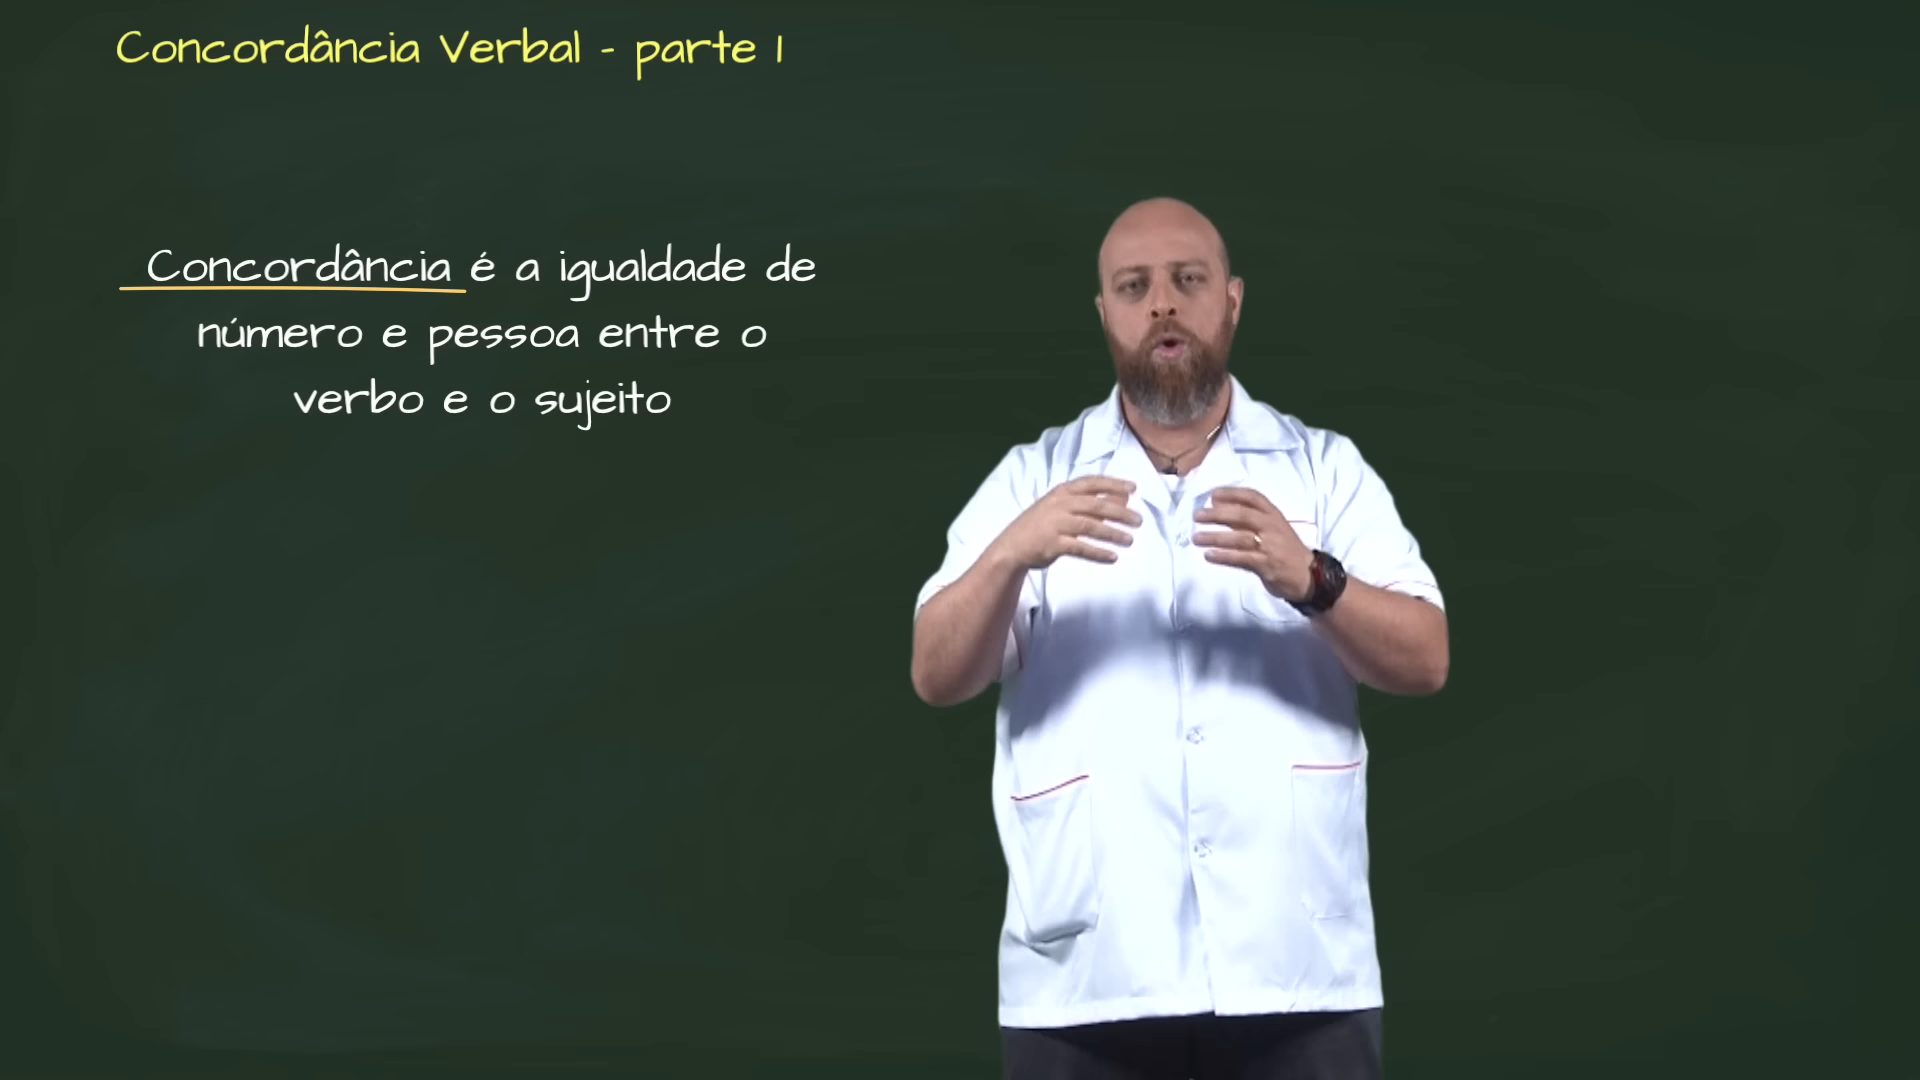 Concordância Verbal - parte 1
Concordância é a igualdade de
número e pessoa entre o
verbo e o sujeito